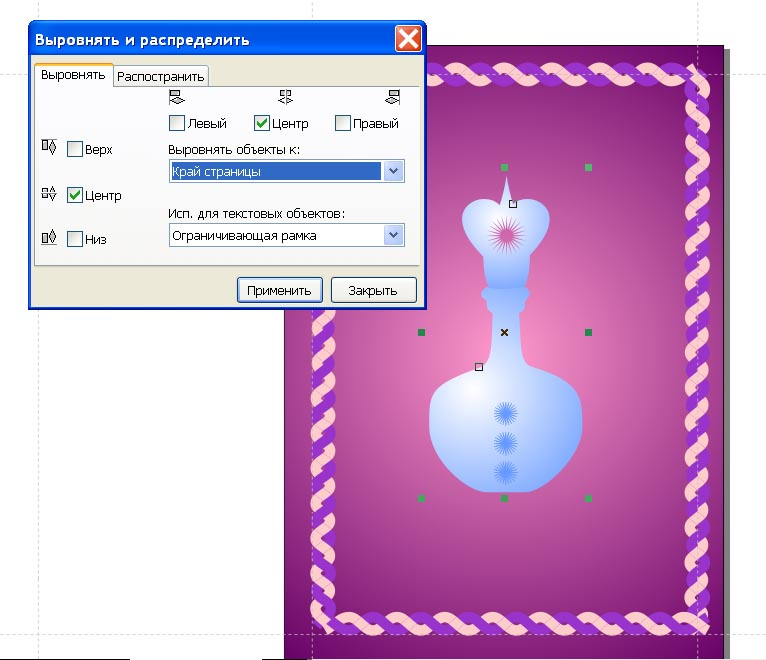 Выровнять и распределить
Выровнять Распостранить
Левый Центр Правый
Верх
Выровнять объекты к:
Край страницы
Центр
Исп. для текстовых объектов:
Ограничивающая рамка
Низ
Применить Закрыть